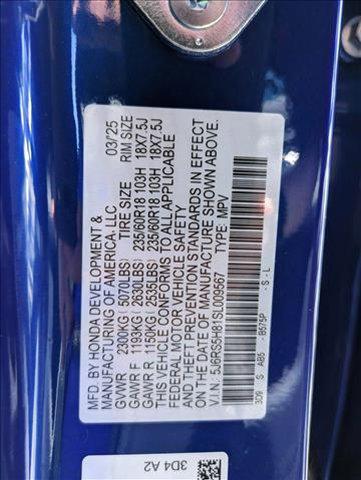 MFD. BY HONDA DEVELOPMENT & 03/25
MANUFACTURING OF AMERICA, LLC
TIRE SIZE RIM SIZE
GVWR 2300KG (5070LBS)
GAWR F 1193KG (2630LBS) 235/60R18 103H 18X7.5J
GAWR R 1150KG (2535LBS) 235/60R18 103H 18X7.5J
THIS VEHICLE CONFORMS TO ALL APPLICABLE
FEDERAL MOTOR VEHICLE SAFETY
AND THEFT PREVENTION STANDARDS IN EFFECT
ON THE DATE OF MANUFACTURE SHOWN ABOVE.
V.I.N.: 5J6RS5H81SL009567 TYPE: MPV
3D9 S AB5 - B575P - S - L
3D4 A2